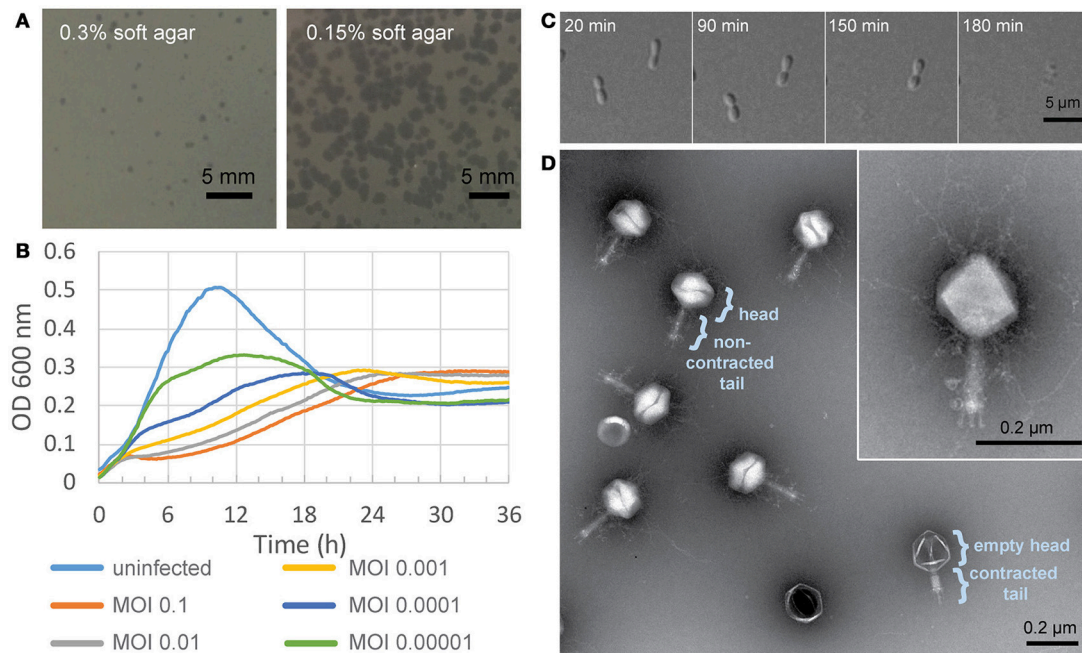 A
0.3% soft agar
5 mm
0.15% soft agar
5 mm
B
0.6
0.5
0.4
0.3
0.2
0.1
0
OD 600 nm
0 6 12 18 24 30 36
Time (h)
uninfected
MOI 0.001
MOI 0.1
MOI 0.0001
MOI 0.01
MOI 0.00001
C
20 min
90 min
150 min
180 min
5 µm
D
} head
} non-
contracted
tail
0.2 µm
} empty head
} contracted
tail
0.2 µm